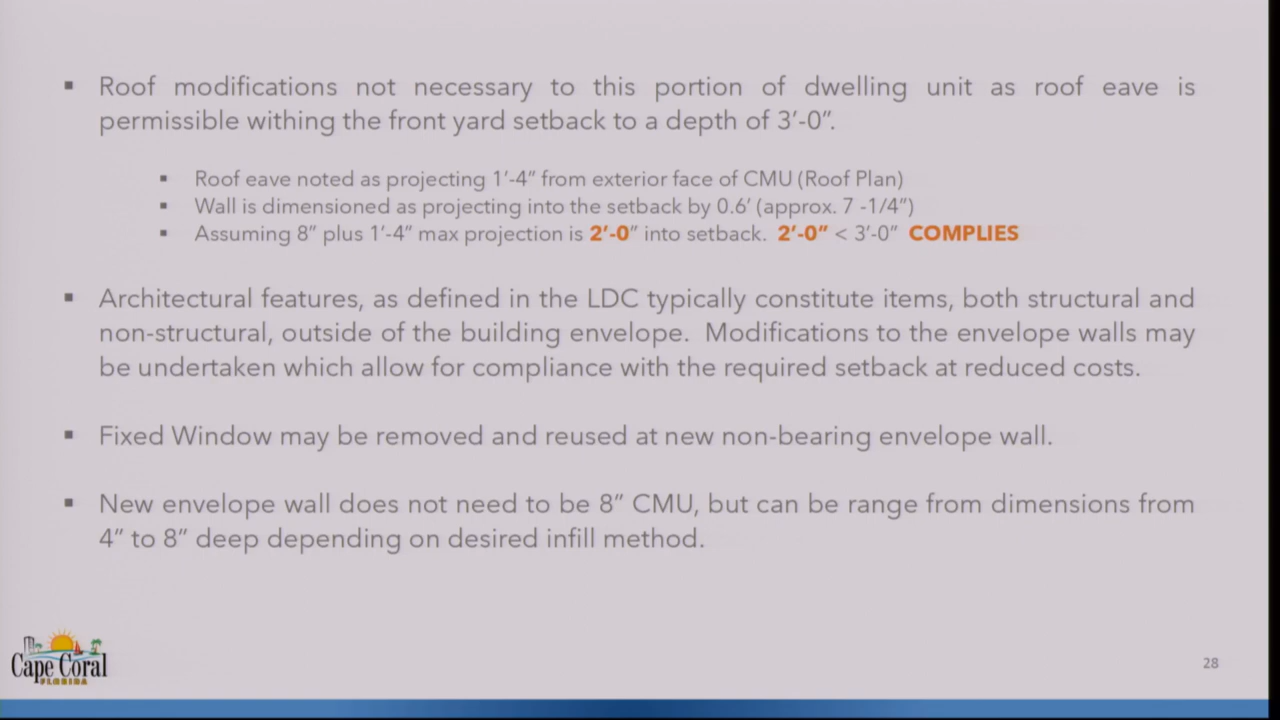 ▪ Roof modifications not necessary to this portion of dwelling unit as roof eave is
permissible withing the front yard setback to a depth of 3’-0”.
▪ Roof eave noted as projecting 1’-4” from exterior face of CMU (Roof Plan)
▪ Wall is dimensioned as projecting into the setback by 0.6’ (approx. 7 -1/4”)
▪ Assuming 8” plus 1’-4” max projection is 2’-0” into setback. 2’-0” < 3’-0” COMPLIES
▪ Architectural features, as defined in the LDC typically constitute items, both structural and
non-structural, outside of the building envelope. Modifications to the envelope walls may
be undertaken which allow for compliance with the required setback at reduced costs.
▪ Fixed Window may be removed and reused at new non-bearing envelope wall.
▪ New envelope wall does not need to be 8” CMU, but can be range from dimensions from
4” to 8” deep depending on desired infill method.
Cape Coral
FLORIDA
28